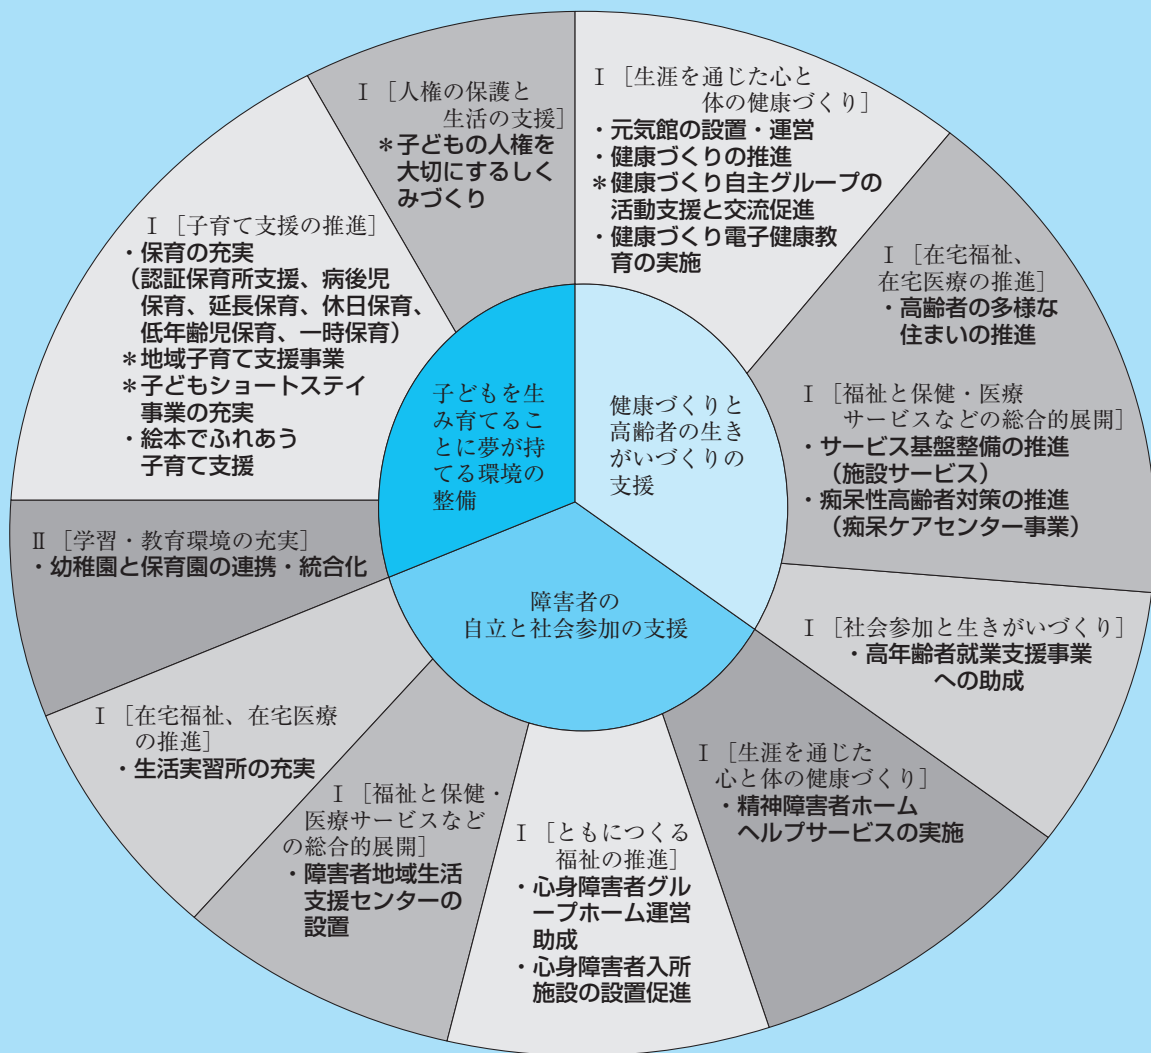 子どもを生
み育てるこ
とに夢が持
てる環境の
整備
健康づくりと
高齢者の生き
がいづくりの
支援
障害者の
自立と社会参加の支援
Ⅰ［生涯を通じた心と
体の健康づくり］
・元気館の設置・運営
・健康づくりの推進
＊健康づくり自主グループの
活動支援と交流促進
・健康づくり電子健康教
育の実施
Ⅰ［在宅福祉、
在宅医療の推進］
・高齢者の多様な
住まいの推進
Ⅰ［福祉と保健・医療
サービスなどの総合的展開］
・サービス基盤整備の推進
（施設サービス）
・痴呆性高齢者対策の推進
（痴呆ケアセンター事業）
Ⅰ［社会参加と生きがいづくり］
・高年齢者就業支援事業
への助成
Ⅰ［生涯を通じた
心と体の健康づくり］
・精神障害者ホーム
ヘルプサービスの実施
Ⅰ［ともにつくる
福祉の推進］
・心身障害者グル
ープホーム運営
助成
・心身障害者入所
施設の設置促進
Ⅰ［福祉と保健・
医療サービスなど
の総合的展開］
・障害者地域生活
支援センターの
設置
Ⅰ［在宅福祉、在宅医療
の推進］
・生活実習所の充実
Ⅱ［学習・教育環境の充実］
・幼稚園と保育園の連携・統合化
Ⅰ［子育て支援の推進］
・保育の充実
（認証保育所支援、病後児
保育、延長保育、休日保育、
低年齢児保育、一時保育）
＊地域子育て支援事業
＊子どもショートステイ
事業の充実
・絵本でふれあう
子育て支援
Ⅰ［人権の保護と
生活の支援］
＊子どもの人権を
大切にするしく
みづくり